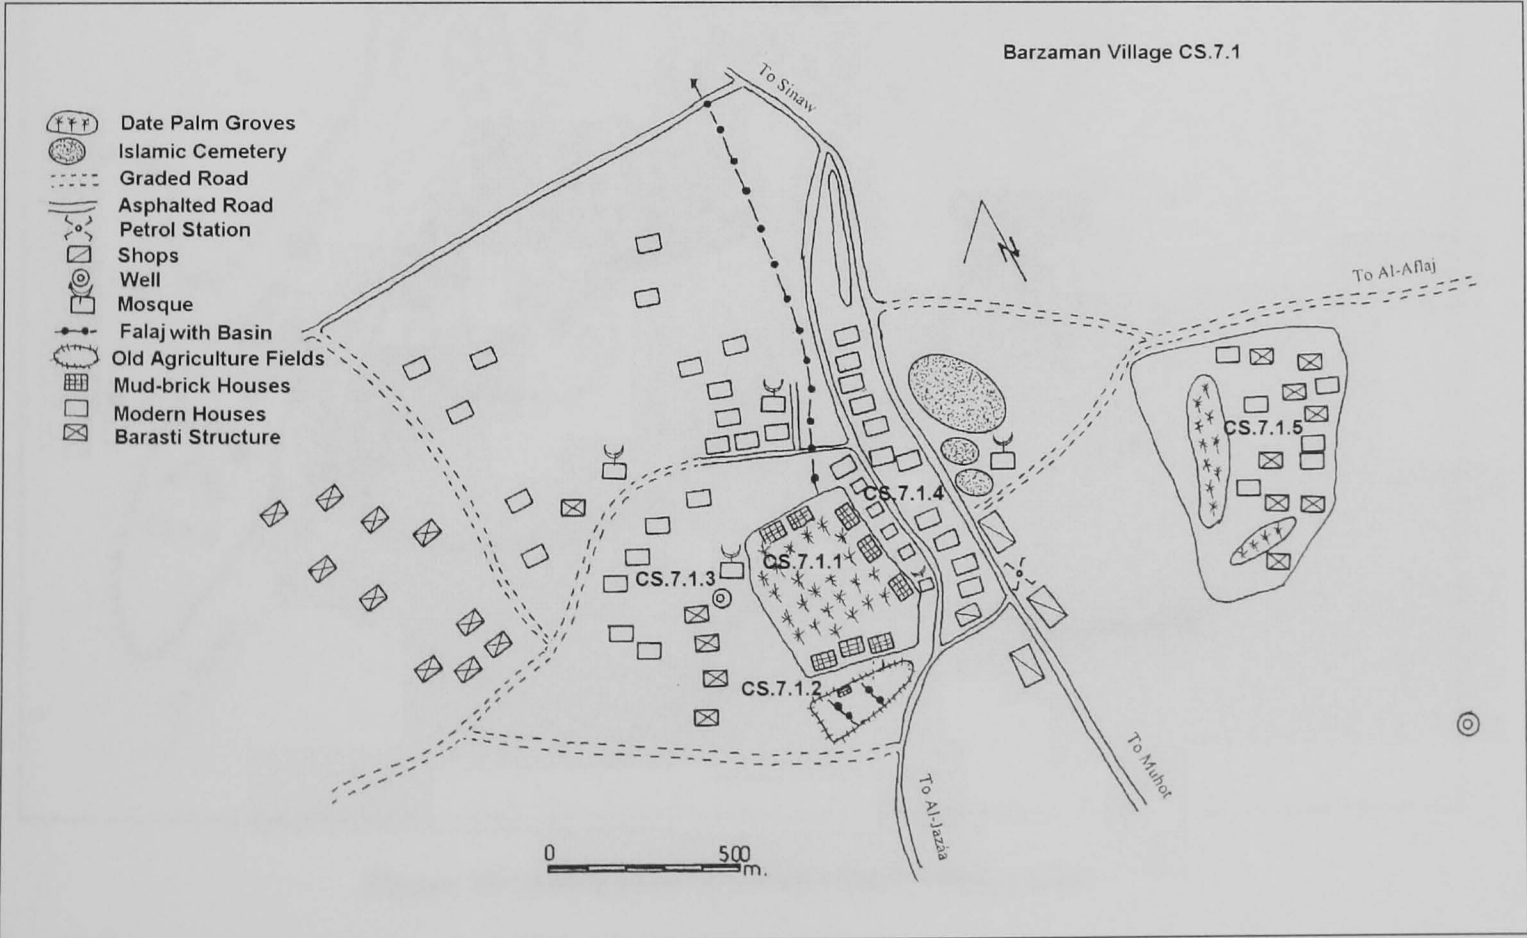 Barzaman Village CS.7.1
To Sinaw
Date Palm Groves
Islamic Cemetery
Graded Road
Asphalted Road
Petrol Station
Shops
Well
Mosque
Falaj with Basin
Old Agriculture Fields
Mud-brick Houses
Modern Houses
Barasti Structure
To Al-Aflaj
CS.7.1.5
CS.7.1.4
CS.7.1.1
CS.7.1.3
CS.7.1.2
To Muhot
To Al-Jazáa
0 500
m.